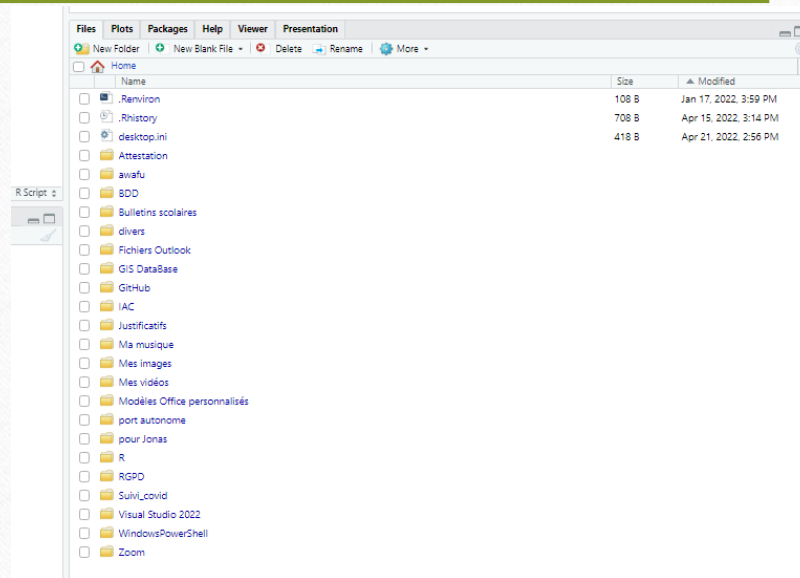 Files Plots Packages Help Viewer Presentation
New Folder New Blank File Delete Rename More
Home
Name Size Modified
.Renviron 108 B Jan 17, 2022, 3:59 PM
.Rhistory 708 B Apr 15, 2022, 3:14 PM
desktop.ini 418 B Apr 21, 2022, 2:56 PM
Attestation
awafu
R Script
BDD
Bulletins scolaires
divers
Fichiers Outlook
GIS DataBase
GitHub
IAC
Justificatifs
Ma musique
Mes images
Mes vidéos
Modèles Office personnalisés
port autonome
pour Jonas
R
RGPD
Suivi_covid
Visual Studio 2022
WindowsPowerShell
Zoom